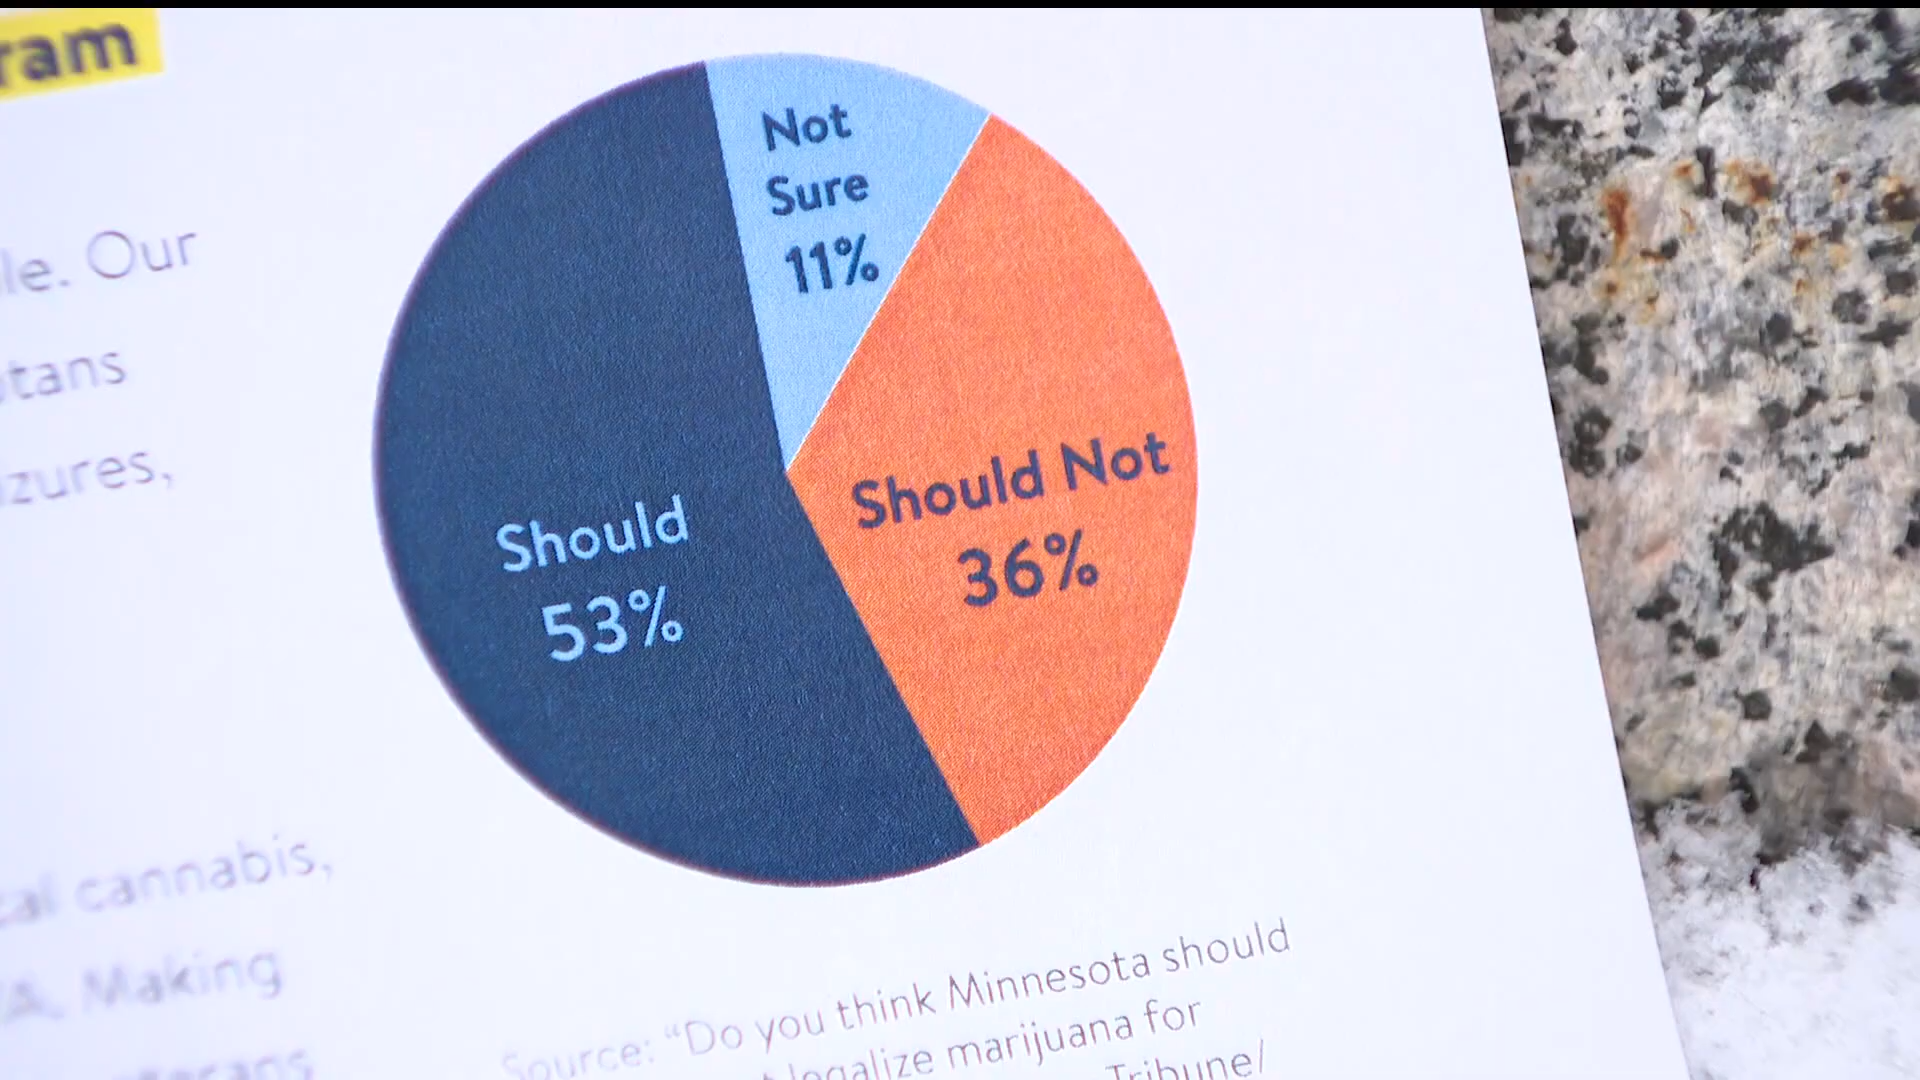 ram
le. Our
tans
zures,
cal cannabis,
Making
Not
Sure
11%
Should Not
36%
Should
53%
Source: “Do you think Minnesota should
legalize marijuana for
Tribune/